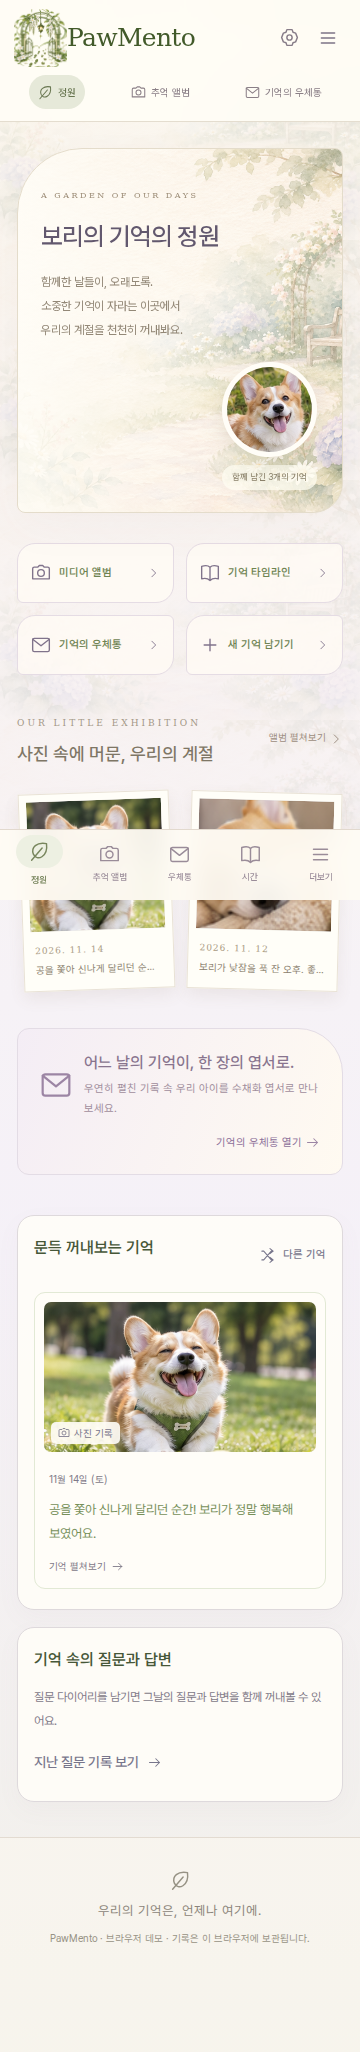 PawMento
정원
추억 앨범
기억의 우체통
A GARDEN OF OUR DAYS
보리의 기억의 정원
함께한 날들이, 오래도록.
소중한 기억이 자라는 이곳에서
우리의 계절을 천천히 꺼내봐요.
함께 남긴 3개의 기억
미디어 앨범
기억 타임라인
기억의 우체통
새 기억 남기기
OUR LITTLE EXHIBITION
사진 속에 머문, 우리의 계절
앨범 펼쳐보기
정원
추억 앨범
우체통
시간
더보기
2026. 11. 14
공을 쫓아 신나게 달리던 순...
2026. 11. 12
보리가 낮잠을 푹 잔 오후. 좋...
어느 날의 기억이, 한 장의 엽서로.
우연히 펼친 기록 속 우리 아이를 수채화 엽서로 만나
보세요.
기억의 우체통 열기 →
문득 꺼내보는 기억
다른 기억
사진 기록
11월 14일 (토)
공을 쫓아 신나게 달리던 순간! 보리가 정말 행복해
보였어요.
기억 펼쳐보기 →
기억 속의 질문과 답변
질문 다이어리를 남기면 그날의 질문과 답변을 함께 꺼내볼 수 있
어요.
지난 질문 기록 보기 →
우리의 기억은, 언제나 여기에.
PawMento · 브라우저 데모 · 기록은 이 브라우저에 보관됩니다.